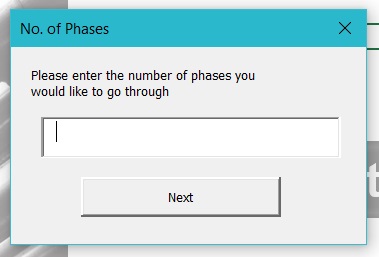 No. of Phases
Please enter the number of phases you
would like to go through
Next